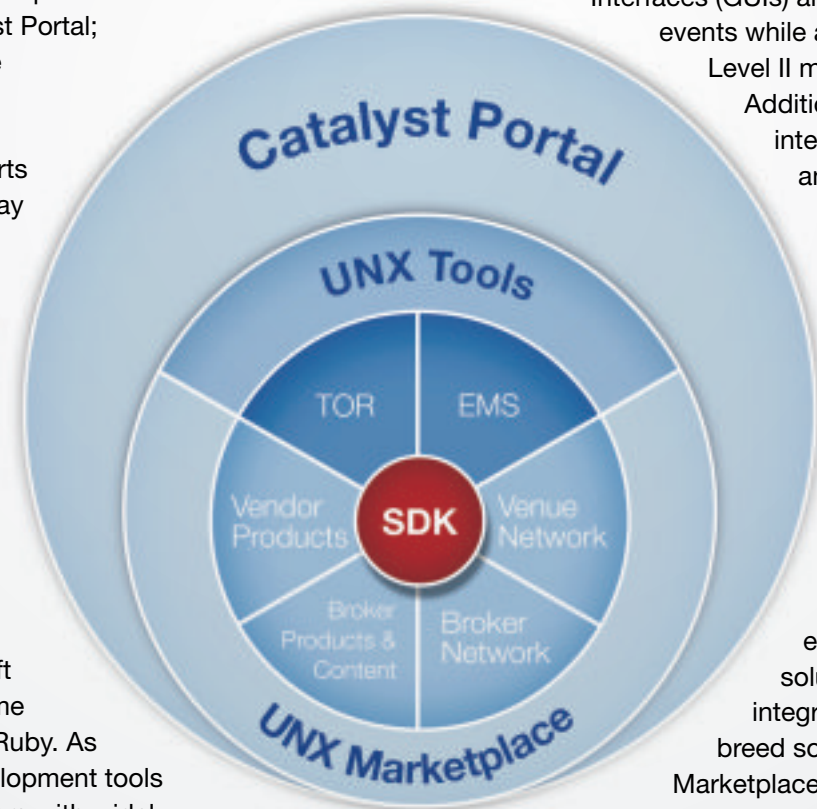 st Portal;
rts
ay
Interfaces (GUIs) a
events while a
Level II m
Additi
inte
a
Catalyst Portal
UNX Tools
TOR
EMS
Vendor
Products
SDK
Venue
Network
Broker
Products &
Content
Broker
Network
UNX Marketplace
ft
ne
Ruby. As
elopment tools
e
solu
integr
breed so
Marketplace